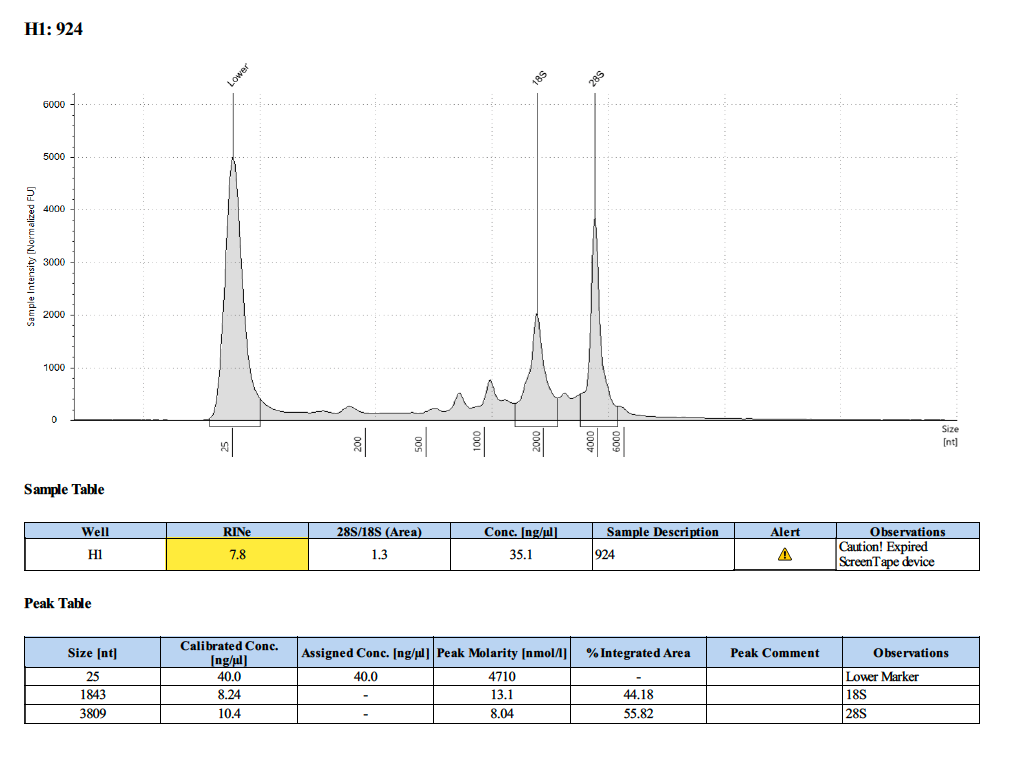 H1: 924
Lower
18S
28S
Sample Intensity [Normalized FU]
6000
5000
4000
3000
2000
1000
0
25
200
500
1000
2000
4000
6000
Size
[nt]
Sample Table
Well RINe 28S/18S (Area) Conc. [ng/µl] Sample Description Alert Observations
H1 7.8 1.3 35.1 924 Caution! Expired
ScreenTape device
Peak Table
Size [nt] Calibrated Conc. [ng/µl] Assigned Conc. [ng/µl] Peak Molarity [nmol/l] % Integrated Area Peak Comment Observations
25 40.0 40.0 4710 - Lower Marker
1843 8.24 - 13.1 44.18 18S
3809 10.4 - 8.04 55.82 28S